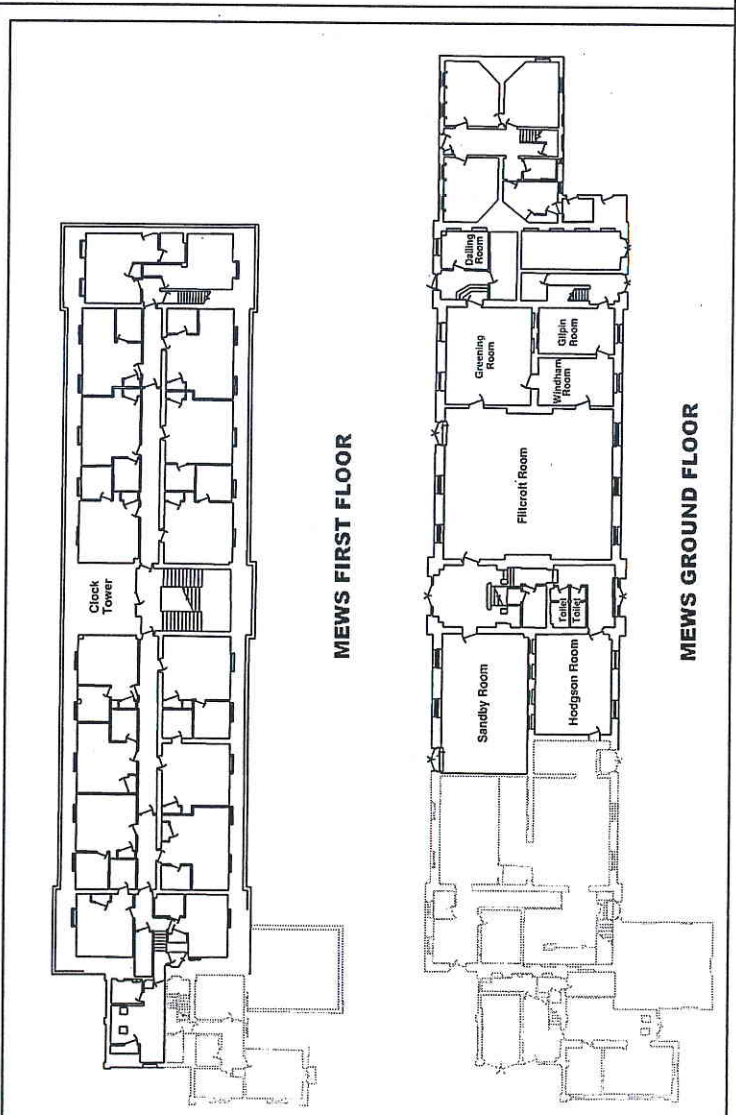 MEWS FIRST FLOOR
Clock
Tower
MEWS GROUND FLOOR
Sandby Room
Hodgson Room
Toilet
Toilet
Flitcroft Room
Greening
Room
Windham
Room
Gilpin
Room
Dalling
Room